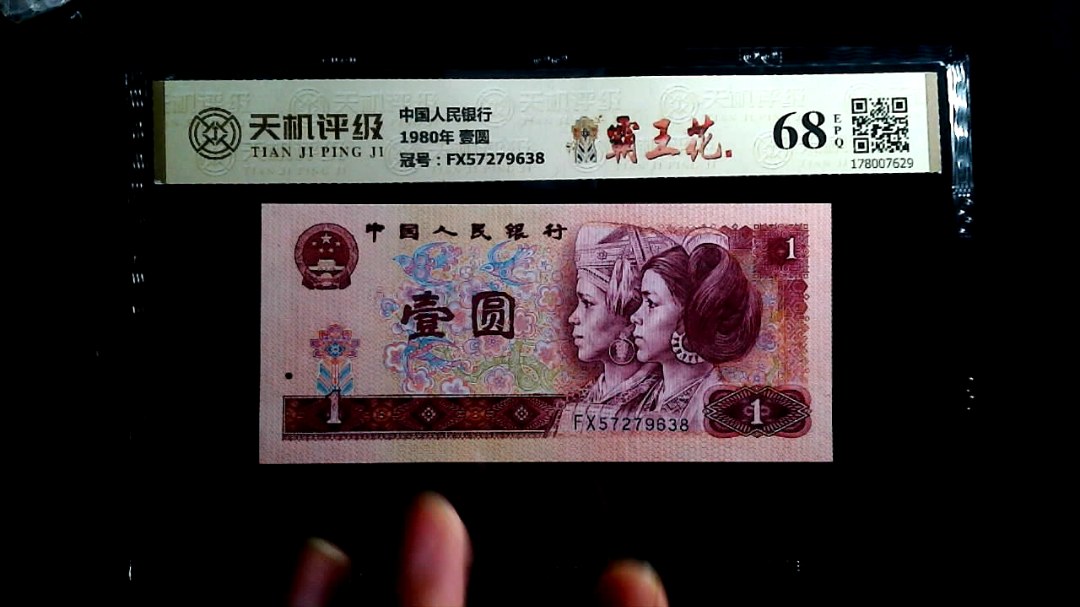 天机评级
TIAN JI PING JI
中国人民银行
1980年 壹圆
冠号：FX57279638
霸王花
68
EPQ
178007629
中国人民银行
1
壹圆
1
FX57279638
1